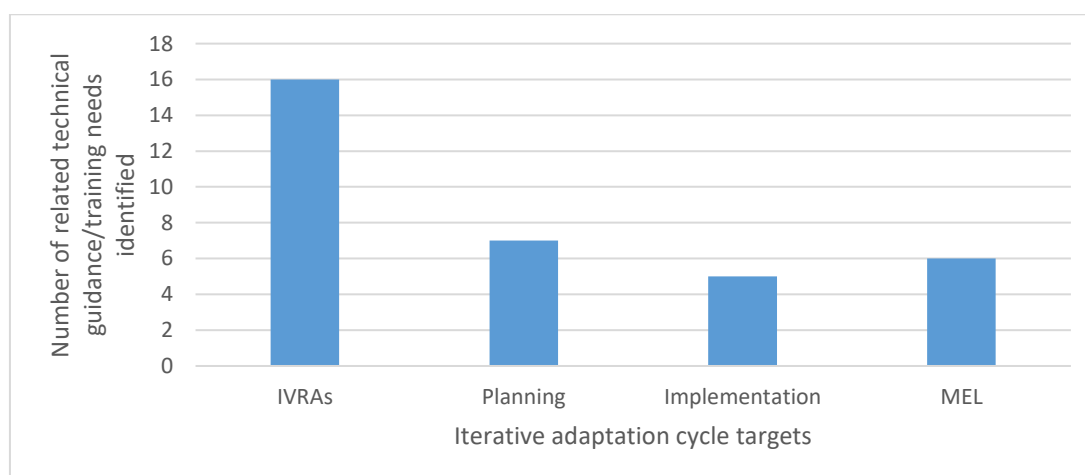 Number of related technical
guidance/training needs
identified
18
16
14
12
10
8
6
4
2
0
IVRAs
Planning
Implementation
MEL
Iterative adaptation cycle targets